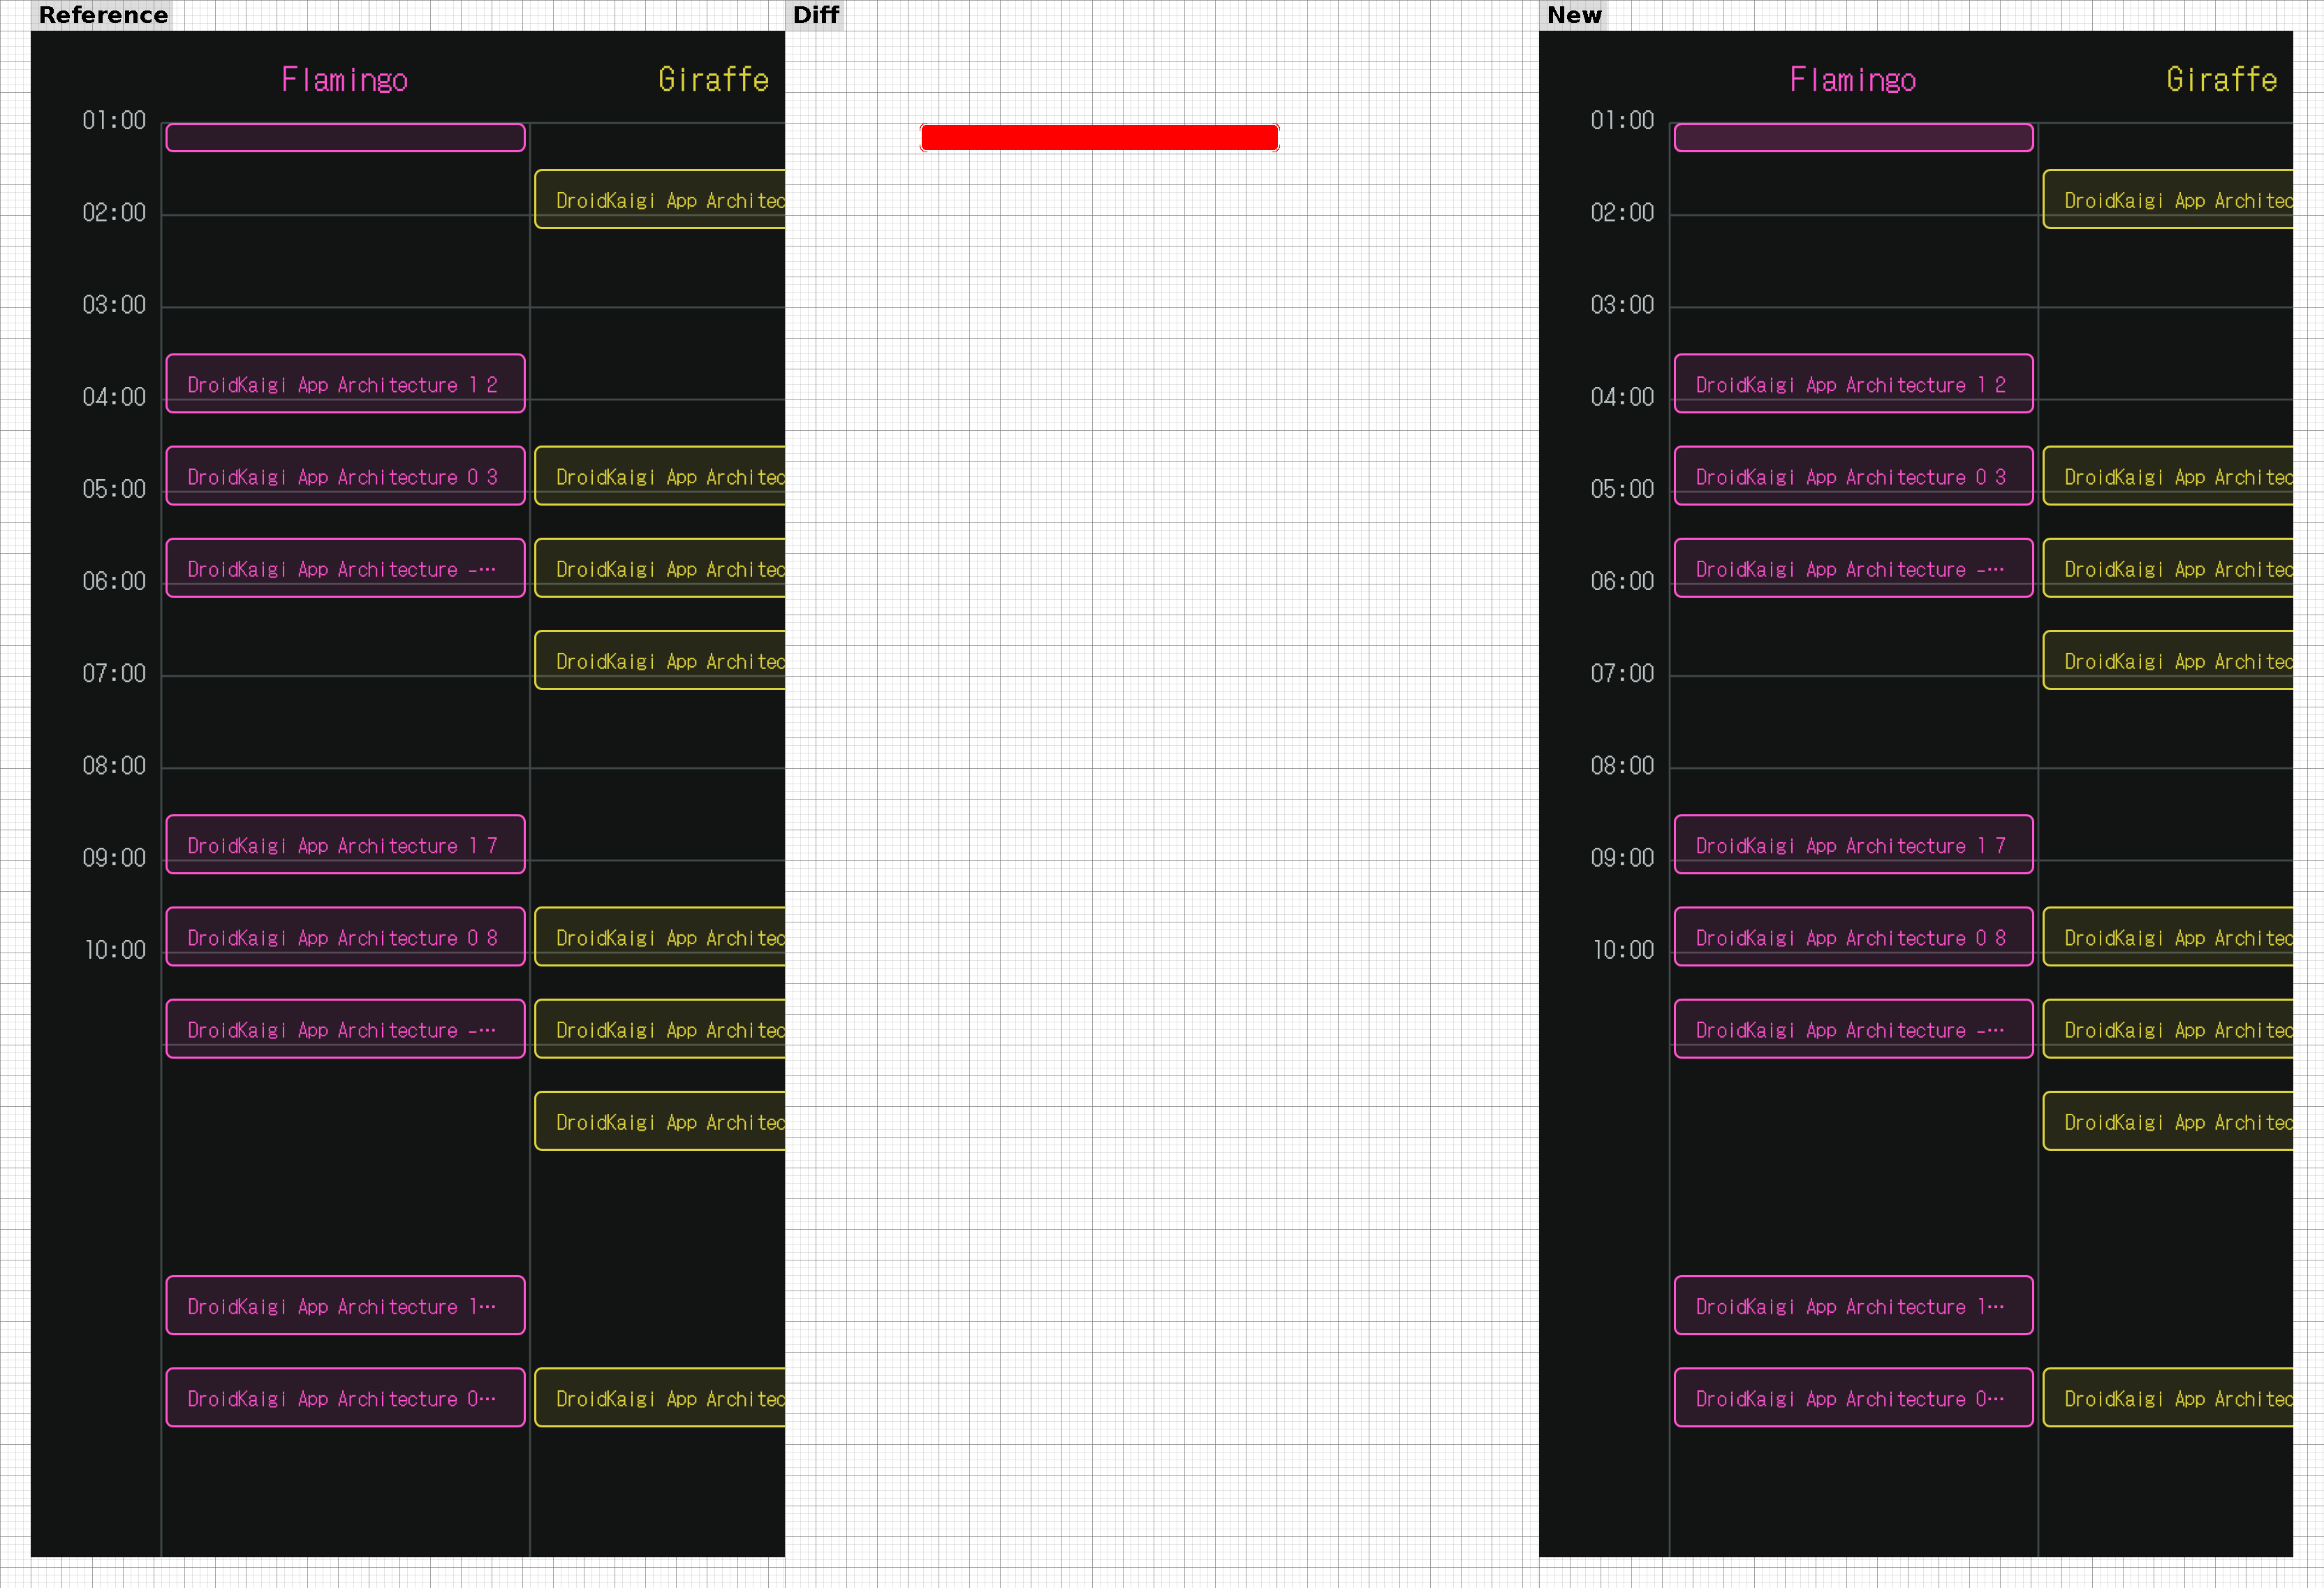 Reference
Diff
New
Flamingo
Giraffe
01:00
DroidKaigi App Architec
02:00
03:00
DroidKaigi App Architecture 1 2
04:00
DroidKaigi App Architecture 0 3
DroidKaigi App Architec
05:00
DroidKaigi App Architecture -…
DroidKaigi App Architec
06:00
DroidKaigi App Architec
07:00
08:00
DroidKaigi App Architecture 1 7
09:00
DroidKaigi App Architecture 0 8
DroidKaigi App Architec
10:00
DroidKaigi App Architecture -…
DroidKaigi App Architec
DroidKaigi App Architec
DroidKaigi App Architecture 1…
DroidKaigi App Architecture 0…
DroidKaigi App Architec
Flamingo
Giraffe
01:00
DroidKaigi App Architec
02:00
03:00
DroidKaigi App Architecture 1 2
04:00
DroidKaigi App Architecture 0 3
DroidKaigi App Architec
05:00
DroidKaigi App Architecture -…
DroidKaigi App Architec
06:00
DroidKaigi App Architec
07:00
08:00
DroidKaigi App Architecture 1 7
09:00
DroidKaigi App Architecture 0 8
DroidKaigi App Architec
10:00
DroidKaigi App Architecture -…
DroidKaigi App Architec
DroidKaigi App Architec
DroidKaigi App Architecture 1…
DroidKaigi App Architecture 0…
DroidKaigi App Architec